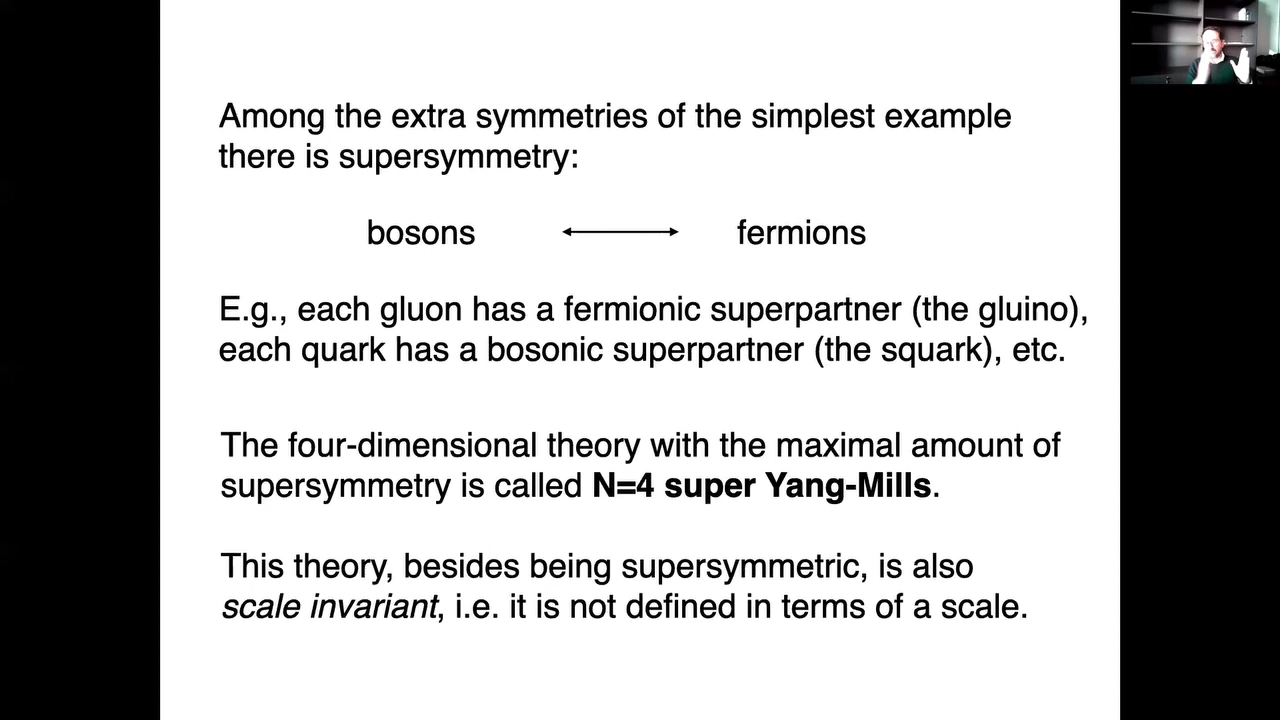 Among the extra symmetries of the simplest example
there is supersymmetry:
bosons ⟷ fermions
E.g., each gluon has a fermionic superpartner (the gluino),
each quark has a bosonic superpartner (the squark), etc.
The four-dimensional theory with the maximal amount of
supersymmetry is called N=4 super Yang-Mills.
This theory, besides being supersymmetric, is also
scale invariant, i.e. it is not defined in terms of a scale.